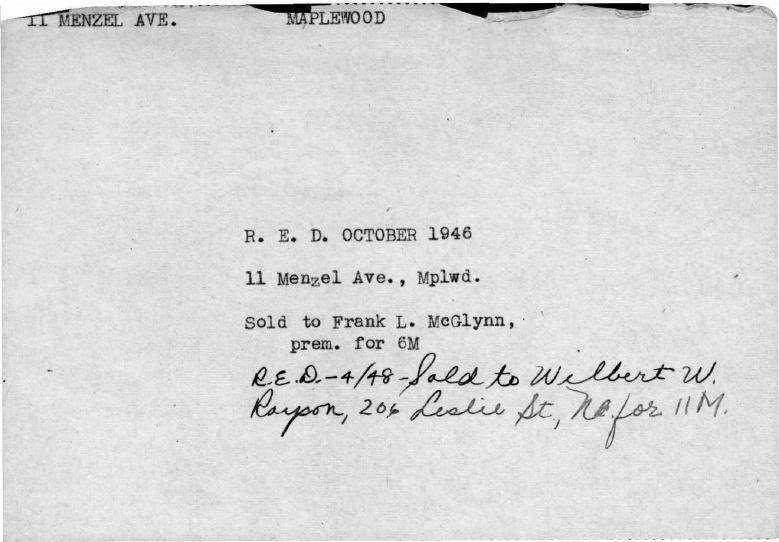 11 MENZEL AVE. MAPLEWOOD
R. E. D. OCTOBER 1946
11 Menzel Ave., Mplwd.
Sold to Frank L. McGlynn,
prem. for 6M
R.E.D.-4/48-Sold to Wilbert W.
Rayson, 206 Leslie St, Nk. for 11M.